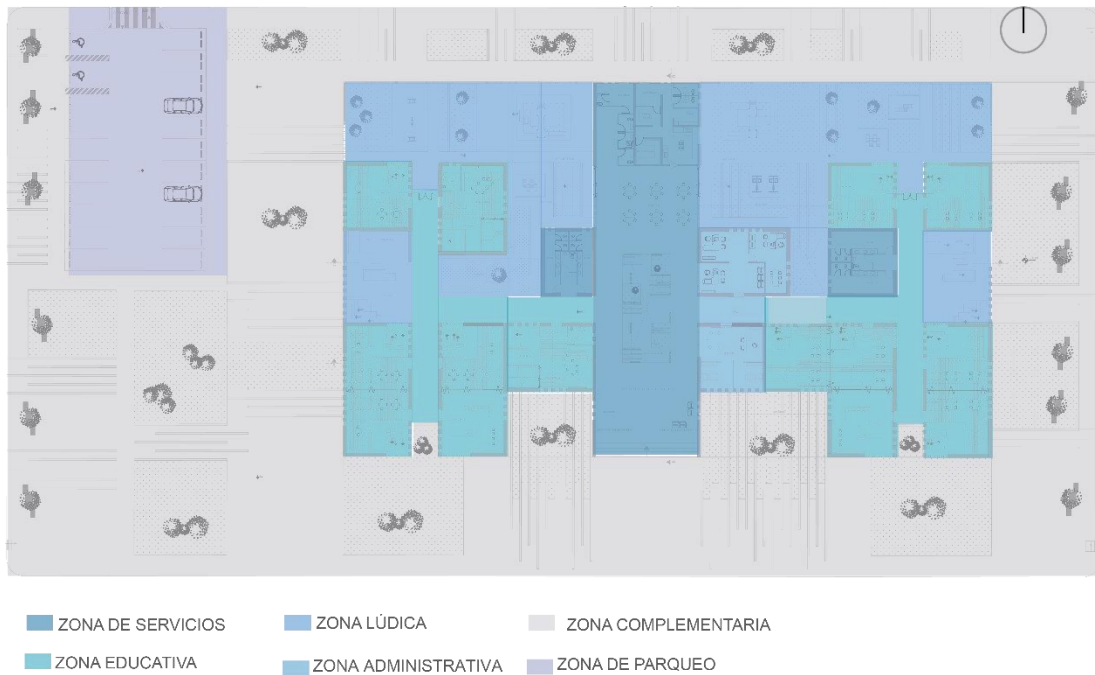 ZONA DE SERVICIOS
ZONA LÚDICA
ZONA COMPLEMENTARIA
ZONA EDUCATIVA
ZONA ADMINISTRATIVA
ZONA DE PARQUEO